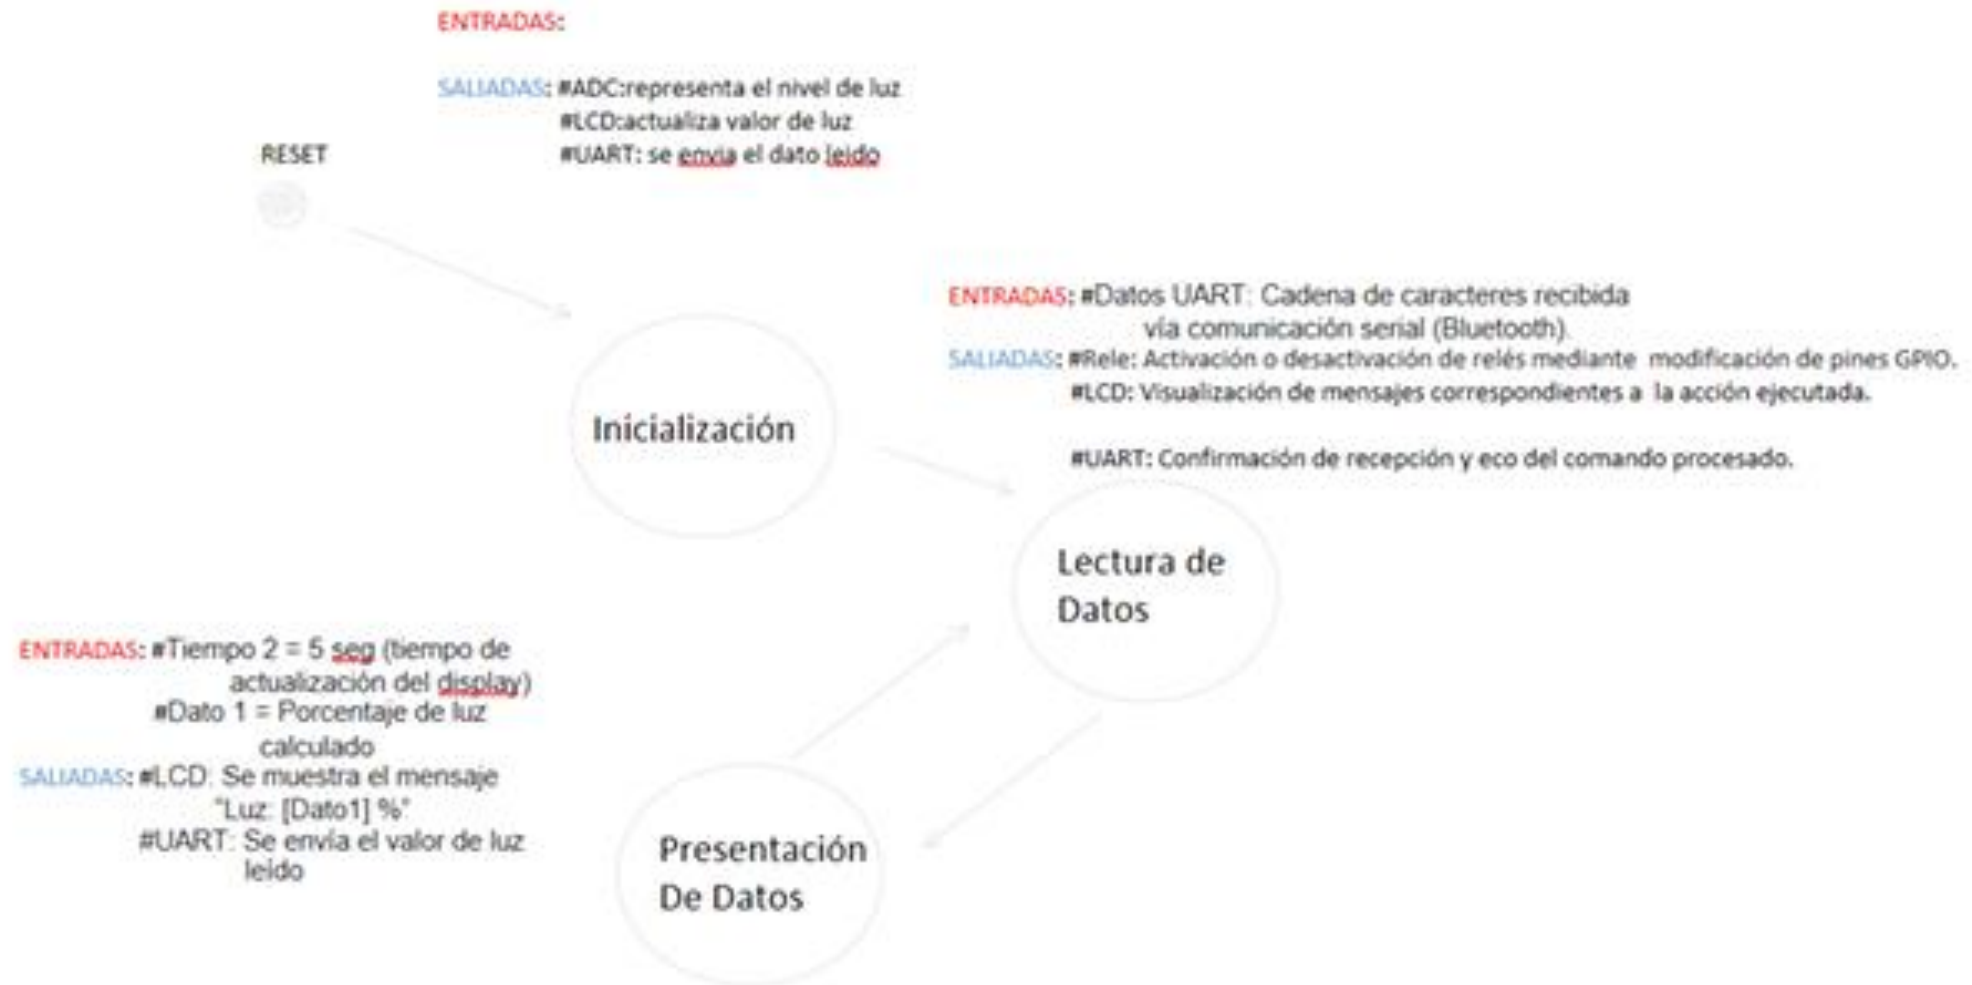 ENTRADAS:
SALIADAS: #ADC:representa el nivel de luz
#LCD:actualiza valor de luz
#UART: se envia el dato leido
RESET
ENTRADAS: #Datos UART: Cadena de caracteres recibida
vía comunicación serial (Bluetooth).
SALIADAS: #Rele: Activación o desactivación de relés mediante modificación de pines GPIO.
#LCD: Visualización de mensajes correspondientes a la acción ejecutada.
#UART: Confirmación de recepción y eco del comando procesado.
Inicialización
Lectura de
Datos
ENTRADAS: #Tiempo 2 = 5 seg (tiempo de
actualización del display)
#Dato 1 = Porcentaje de luz
calculado
SALIADAS: #LCD: Se muestra el mensaje
"Luz: [Dato1] %"
#UART: Se envía el valor de luz
leído
Presentación
De Datos